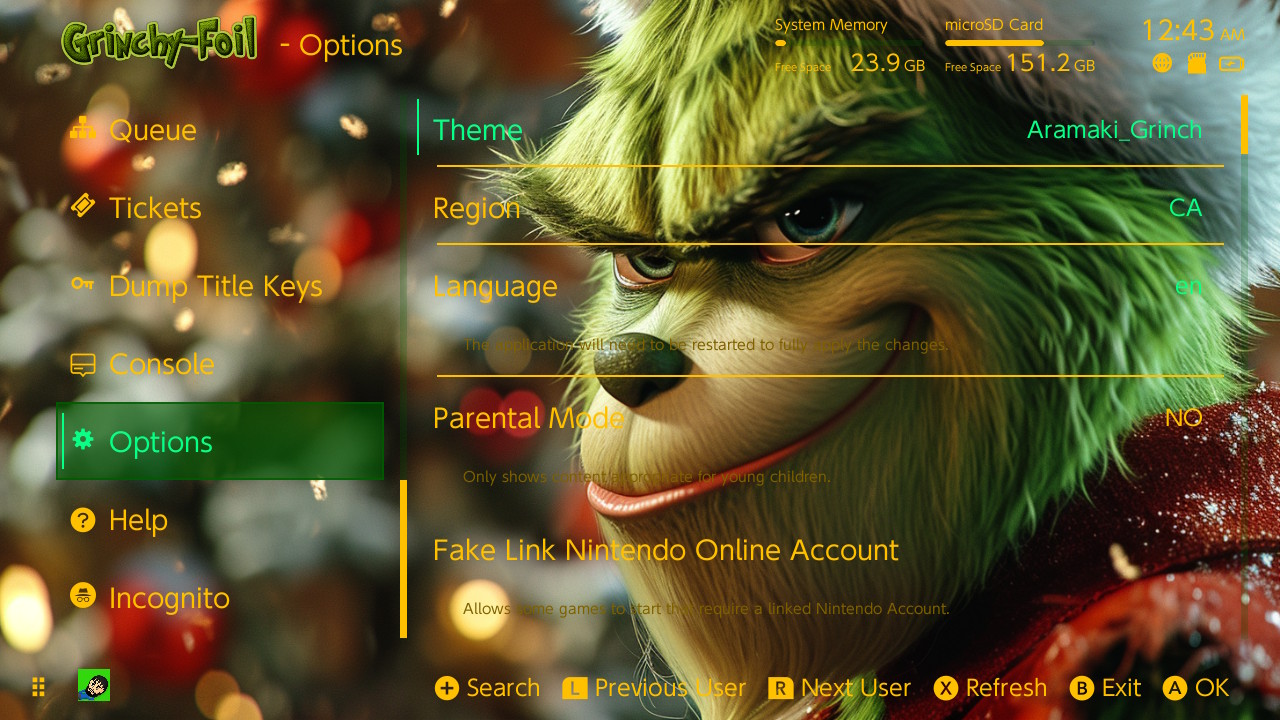 Grinchy-Foil
- Options
System Memory
Free Space 23.9 GB
microSD Card
Free Space 151.2 GB
12:43 AM
Queue
Tickets
Dump Title Keys
Console
Options
Help
Incognito
Theme Aramaki_Grinch
Region CA
Language en
The application will need to be restarted to fully apply the changes.
Parental Mode NO
Only shows content appropriate for young children.
Fake Link Nintendo Online Account
Allows some games to start that require a linked Nintendo Account.
+ Search L Previous User R Next User X Refresh B Exit A OK